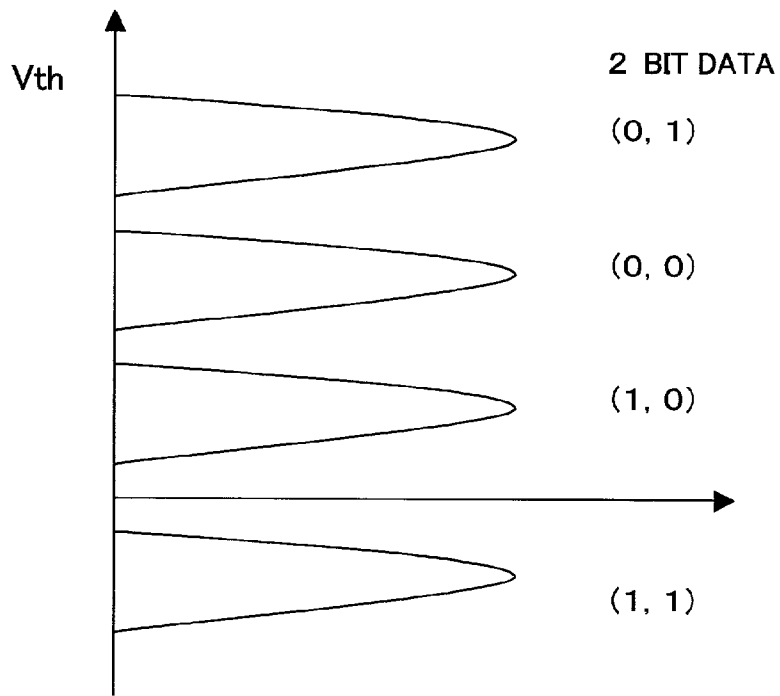 Vth
2 BIT DATA
(0, 1)
(0, 0)
(1, 0)
(1, 1)